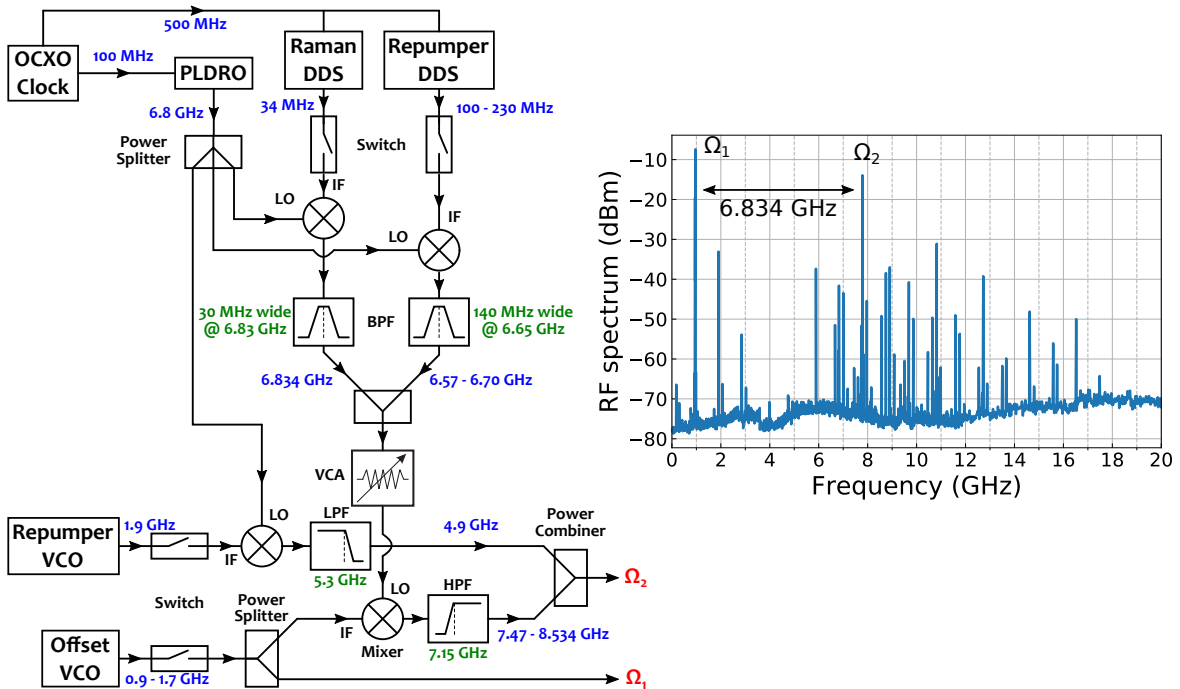 500 MHz
OCXO
Clock
100 MHz
PLDRO
Raman
DDS
Repumper
DDS
6.8 GHz
34 MHz
100 - 230 MHz
Power
Splitter
Switch
IF
LO
IF
LO
30 MHz wide
@ 6.83 GHz
BPF
140 MHz wide
@ 6.65 GHz
6.834 GHz
6.57 - 6.70 GHz
VCA
Repumper
VCO
1.9 GHz
LO
IF
LPF
5.3 GHz
4.9 GHz
Power
Combiner
Ω2
Switch
Power
Splitter
LO
IF
Mixer
HPF
7.15 GHz
7.47 - 8.534 GHz
Offset
VCO
0.9 - 1.7 GHz
Ω1
RF spectrum (dBm)
−10
−20
−30
−40
−50
−60
−70
−80
Ω1
Ω2
6.834 GHz
0 2 4 6 8 10 12 14 16 18 20
Frequency (GHz)